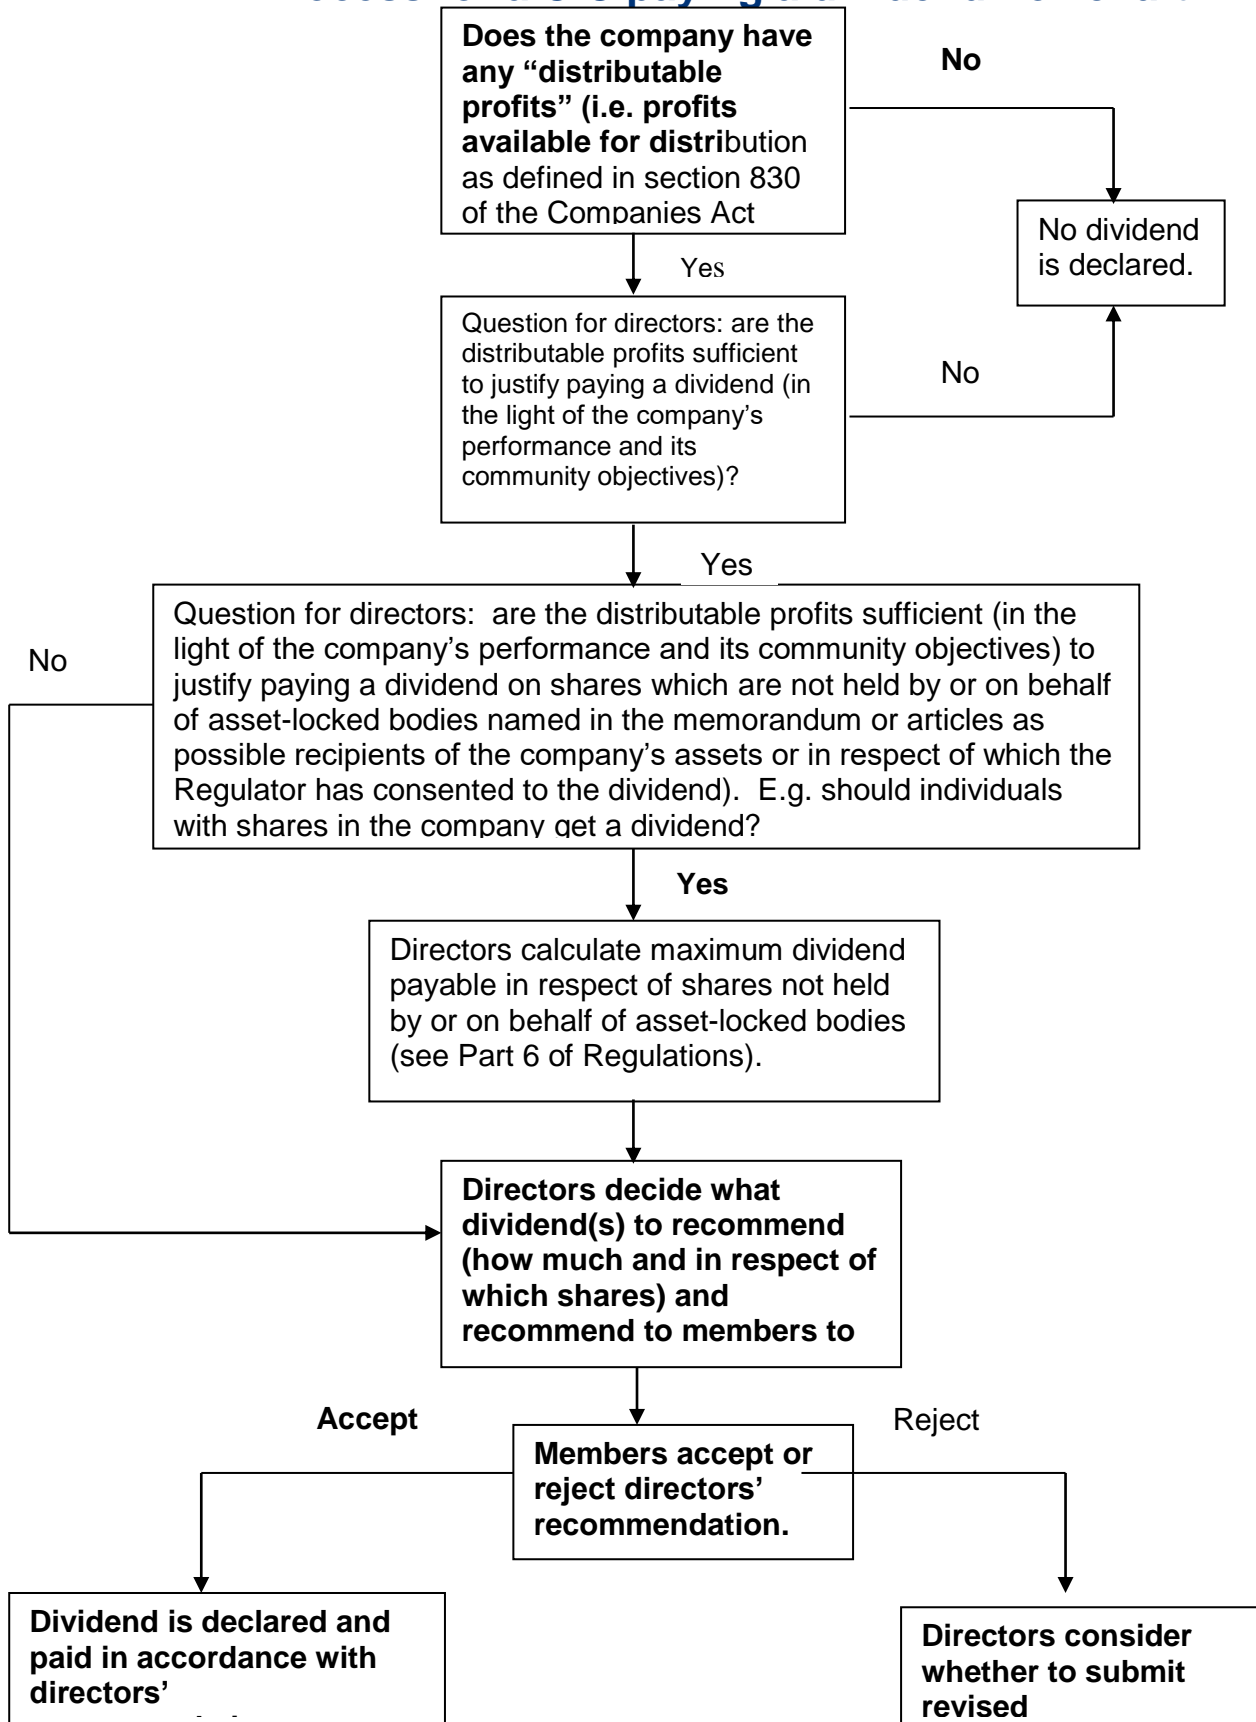 Does the company have
No
any “distributable
profits” (i.e. profits
available for distribution
as defined in section 830
of the Companies Act
No dividend
is declared.
Yes
Question for directors: are the
distributable profits sufficient
to justify paying a dividend (in
the light of the company’s
performance and its
community objectives)?
No
Yes
Question for directors:  are the distributable profits sufficient (in the
light of the company’s performance and its community objectives) to
justify paying a dividend on shares which are not held by or on behalf
of asset-locked bodies named in the memorandum or articles as
possible recipients of the company’s assets or in respect of which the
Regulator has consented to the dividend).  E.g. should individuals
with shares in the company get a dividend?
No
Yes
Directors calculate maximum dividend
payable in respect of shares not held
by or on behalf of asset-locked bodies
(see Part 6 of Regulations).
Directors decide what
dividend(s) to recommend
(how much and in respect of
which shares) and
recommend to members to
Accept
Reject
Members accept or
reject directors’
recommendation.
Dividend is declared and
paid in accordance with
directors’
Directors consider
whether to submit
revised